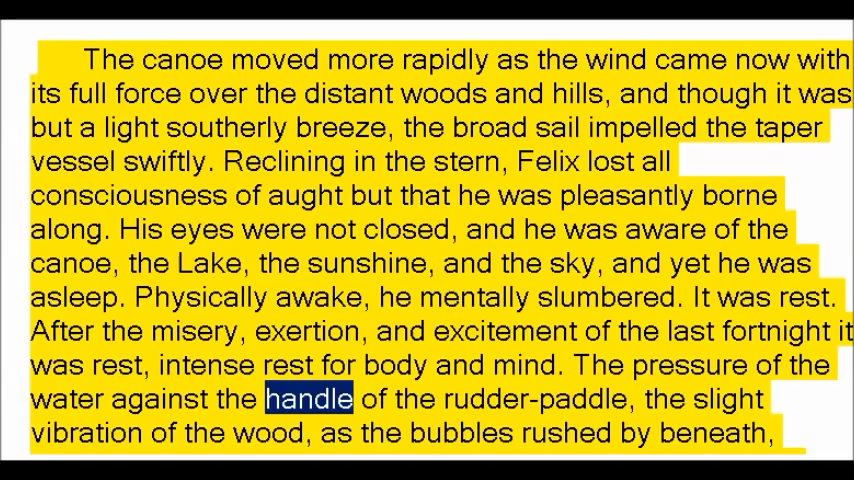 The canoe moved more rapidly as the wind came now with
its full force over the distant woods and hills, and though it was
but a light southerly breeze, the broad sail impelled the taper
vessel swiftly. Reclining in the stern, Felix lost all
consciousness of aught but that he was pleasantly borne
along. His eyes were not closed, and he was aware of the
canoe, the Lake, the sunshine, and the sky, and yet he was
asleep. Physically awake, he mentally slumbered. It was rest.
After the misery, exertion, and excitement of the last fortnight it
was rest, intense rest for body and mind. The pressure of the
water against the handle of the rudder-paddle, the slight
vibration of the wood, as the bubbles rushed by beneath,